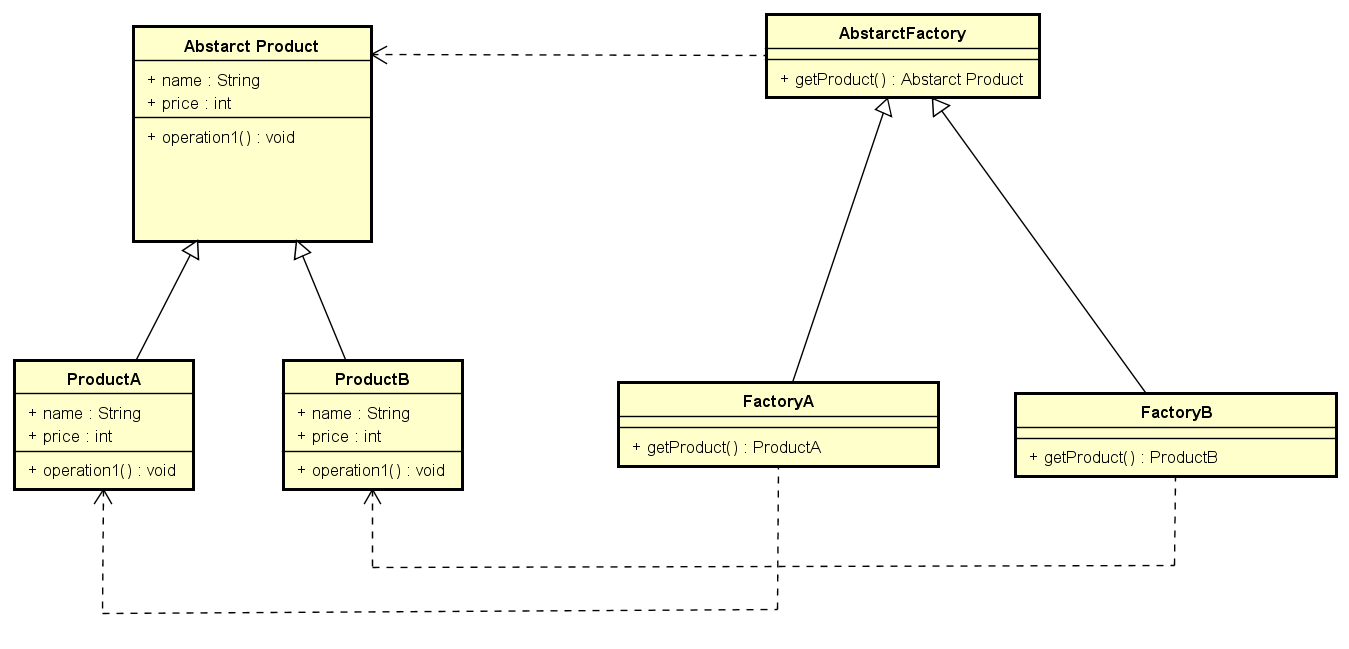 Abstarct Product
+ name : String
+ price : int
+ operation1() : void
AbstarctFactory
+ getProduct() : Abstarct Product
ProductA
+ name : String
+ price : int
+ operation1() : void
ProductB
+ name : String
+ price : int
+ operation1() : void
FactoryA
+ getProduct() : ProductA
FactoryB
+ getProduct() : ProductB